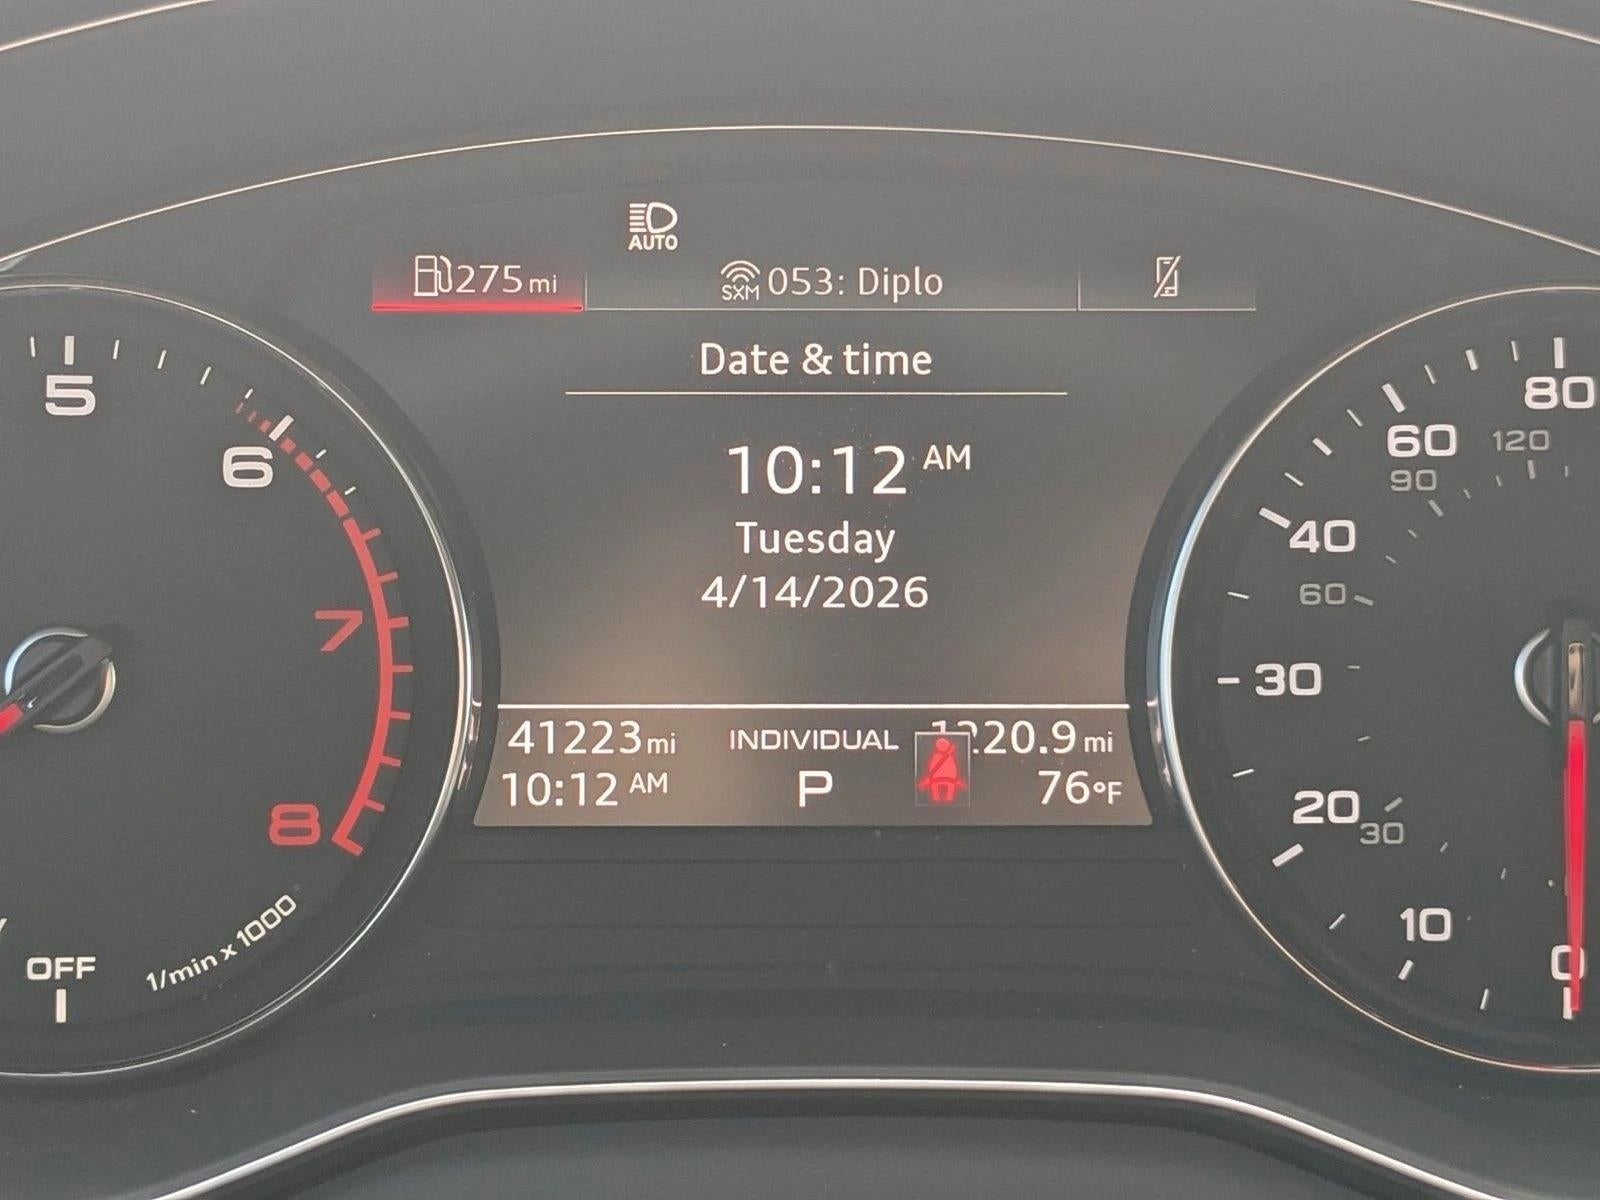 AUTO
275 mi
SXM 053: Diplo
Date & time
10:12 AM
Tuesday
4/14/2026
41223 mi INDIVIDUAL 1220.9 mi
10:12 AM P 76°F
5
6
7
8
1/min x 1000
OFF
80
60 120
90
40
60
30
20
30
10
0